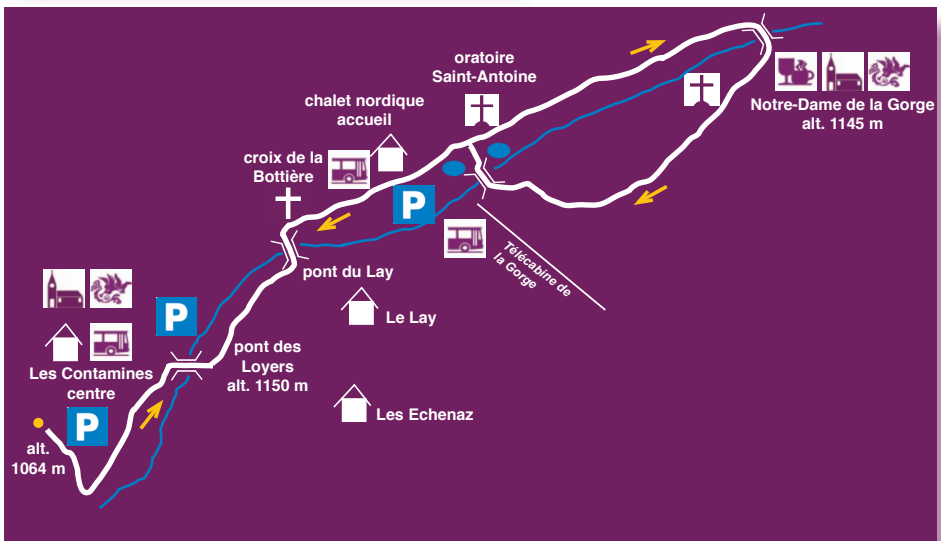 oratoire
Saint-Antoine
chalet nordique
accueil
Notre-Dame de la Gorge
alt. 1145 m
croix de la
Bottière
P
Télécabine de
la Gorge
pont du Lay
Le Lay
P
pont des
Loyers
alt. 1150 m
Les Contamines
centre
Les Echenaz
P
alt.
1064 m